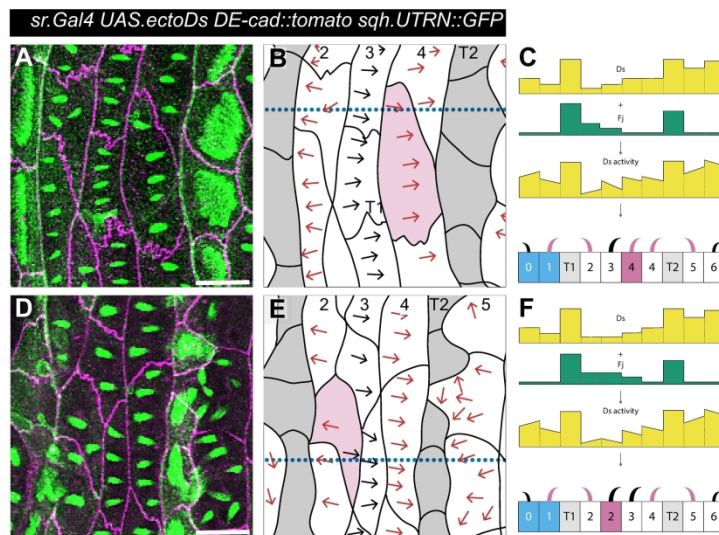 sr.Gal4 UAS.ectoDs DE-cad::tomato sqh.UTRN::GFP
A
B
2 3 4 T2
T1
C
Ds
+
Fj
Ds activity
0 1 T1 2 3 4 4 T2 5 6
D
E
2 3 4 T2 5
F
Ds
+
Fj
Ds activity
0 1 T1 2 2 3 4 T2 5 6